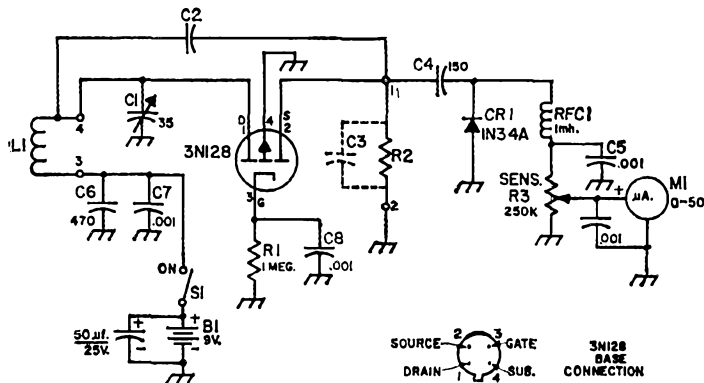 C2
C4
150
C1
35
D
1
4
S
2
1
L1
4
3
3N128
3
G
C3
R2
2
CR1
1N34A
RFC1
1mh.
C5
.001
SENS.
R3
250K
+
μA.
M1
0-50
.001
C6
470
C7
.001
R1
1 MEG.
C8
.001
ON
S1
50μf.
25V.
+
-
+
B1
9V.
-
SOURCE 2 3 GATE
DRAIN 1 4 SUB.
3N128
BASE
CONNECTION